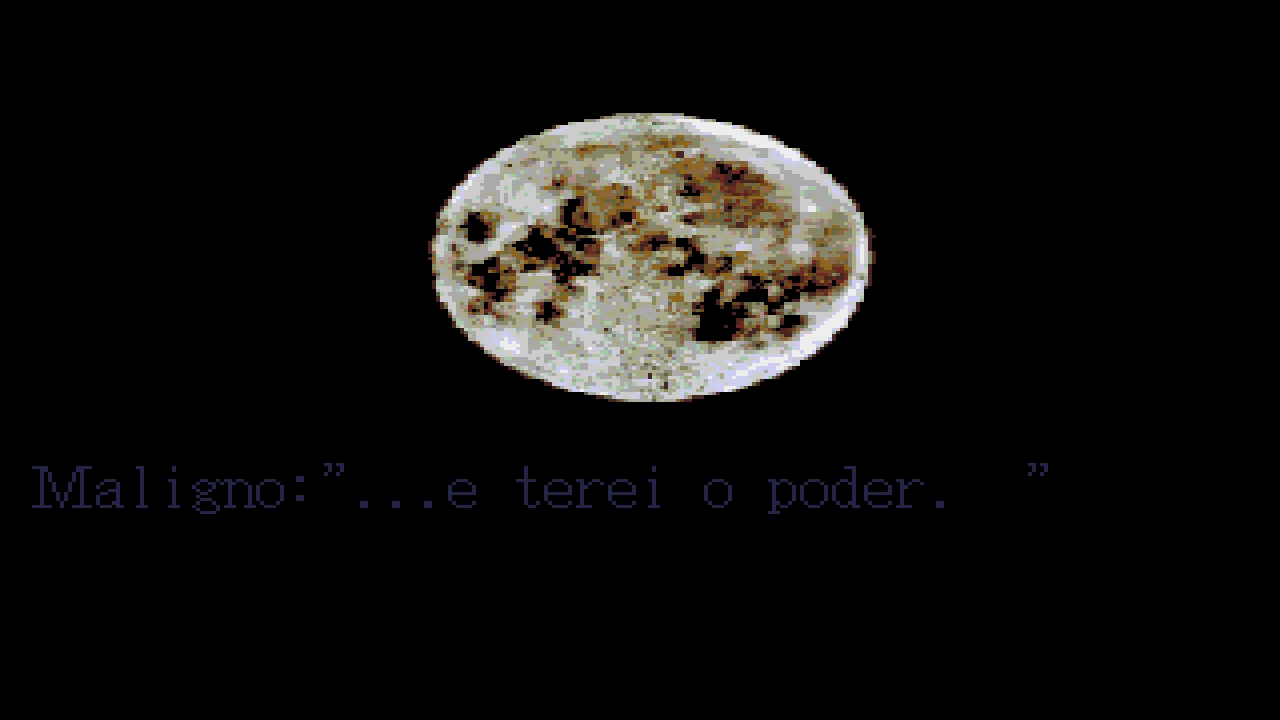 Maligno:”...e terei o poder.  ”